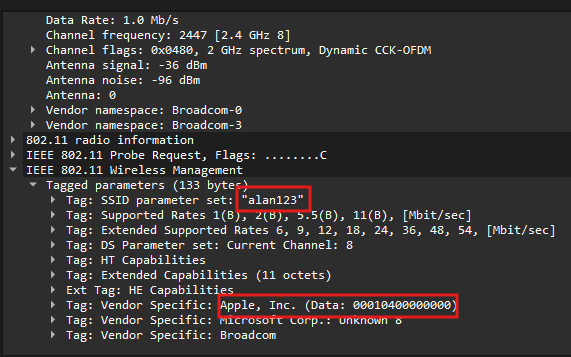 Data Rate: 1.0 Mb/s
Channel frequency: 2447 [2.4 GHz 8]
Channel flags: 0x0480, 2 GHz spectrum, Dynamic CCK-OFDM
Antenna signal: -36 dBm
Antenna noise: -96 dBm
Antenna: 0
Vendor namespace: Broadcom-0
Vendor namespace: Broadcom-3
802.11 radio information
IEEE 802.11 Probe Request, Flags: ........C
IEEE 802.11 Wireless Management
Tagged parameters (133 bytes)
Tag: SSID parameter set: "alan123"
Tag: Supported Rates 1(B), 2(B), 5.5(B), 11(B), [Mbit/sec]
Tag: Extended Supported Rates 6, 9, 12, 18, 24, 36, 48, 54, [Mbit/sec]
Tag: DS Parameter set: Current Channel: 8
Tag: HT Capabilities
Tag: Extended Capabilities (11 octets)
Ext Tag: HE Capabilities
Tag: Vendor Specific: Apple, Inc. (Data: 00010400000000)
Tag: Vendor Specific: Microsoft Corp.: Unknown 8
Tag: Vendor Specific: Broadcom